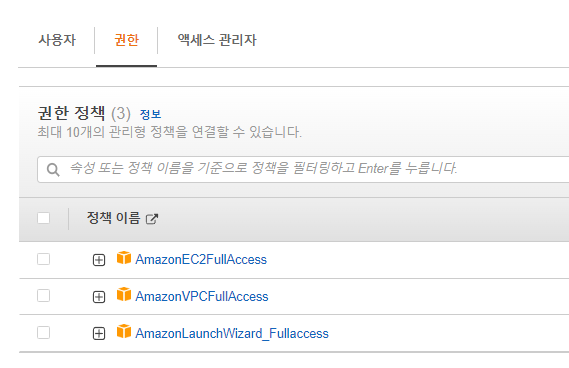 사용자 권한 액세스 관리자
권한 정책 (3) 정보
최대 10개의 관리형 정책을 연결할 수 있습니다.
속성 또는 정책 이름을 기준으로 정책을 필터링하고 Enter를 누릅니다.
정책 이름
AmazonEC2FullAccess
AmazonVPCFullAccess
AmazonLaunchWizard_Fullaccess